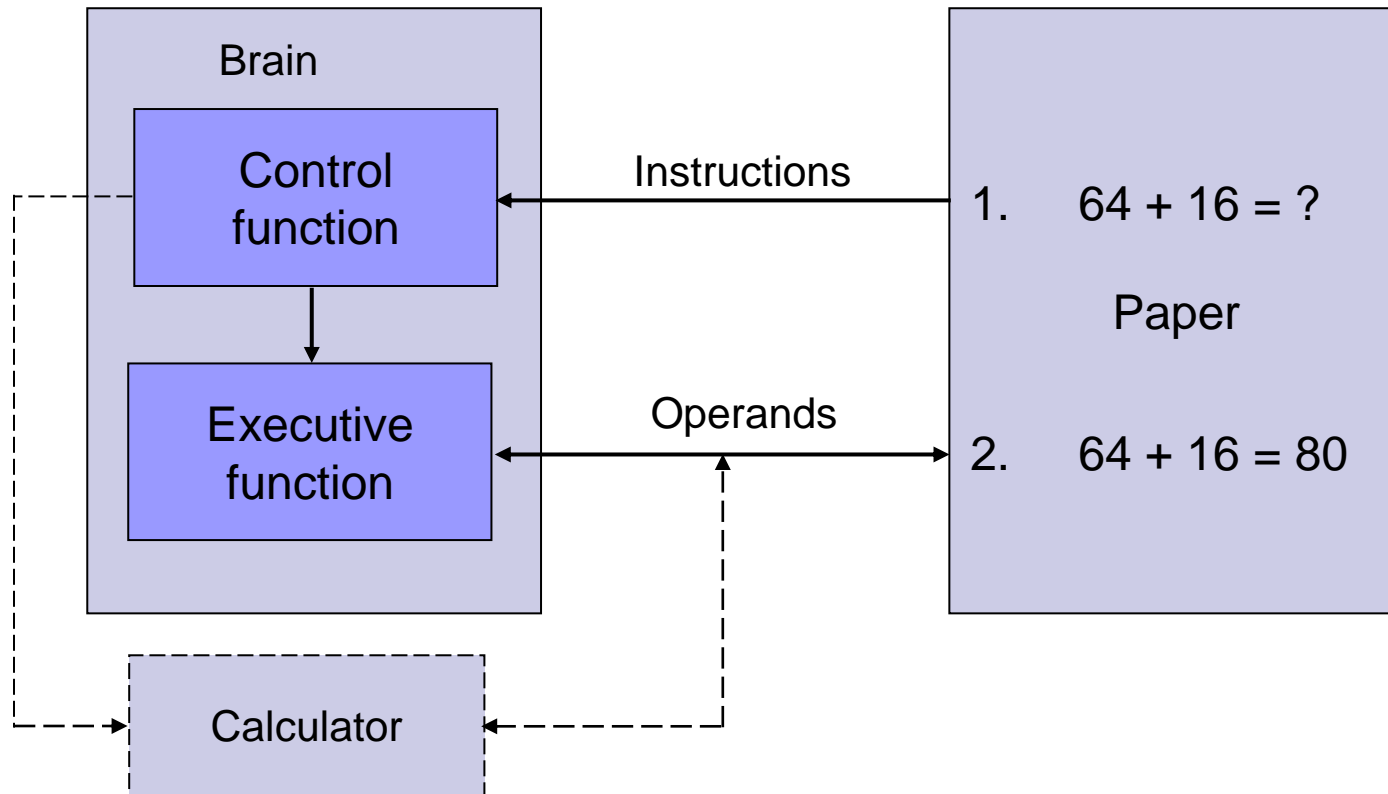 Brain
Control
function
Instructions
1. 64 + 16 = ?
Paper
Executive
function
Operands
2. 64 + 16 = 80
Calculator